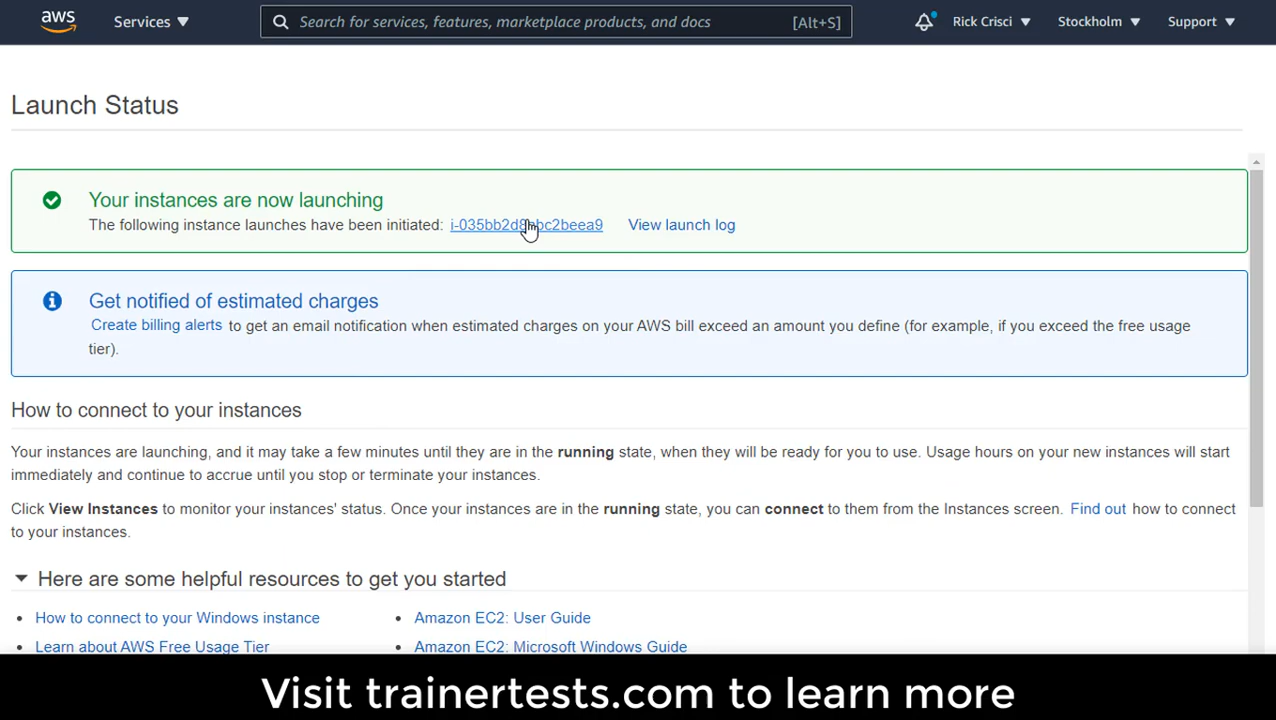 aws Services Search for services, features, marketplace products, and docs [Alt+S] Rick Crisci Stockholm Support
Launch Status
Your instances are now launching
The following instance launches have been initiated: View launch log
Get notified of estimated charges
Create billing alerts to get an email notification when estimated charges on your AWS bill exceed an amount you define (for example, if you exceed the free usage
tier).
How to connect to your instances
Your instances are launching, and it may take a few minutes until they are in the running state, when they will be ready for you to use. Usage hours on your new instances will start
immediately and continue to accrue until you stop or terminate your instances.
Click View Instances to monitor your instances' status. Once your instances are in the running state, you can connect to them from the Instances screen. Find out how to connect
to your instances.
Here are some helpful resources to get you started
• How to connect to your Windows instance • Amazon EC2: User Guide
• Learn about AWS Free Usage Tier • Amazon EC2: Microsoft Windows Guide
Visit trainertests.com to learn more